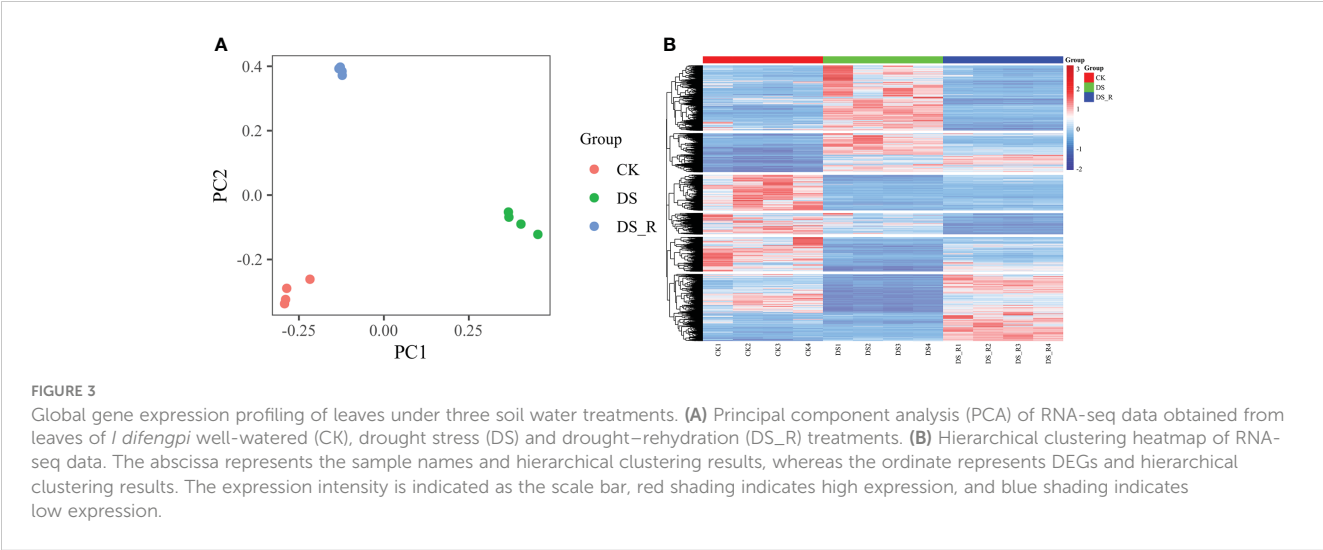 A
0.4
0.2
0.0
-0.2
PC2
-0.25
0.00
0.25
PC1
Group
CK
DS
DS_R
B
Group
3
2
1
0
-1
-2
Group
CK
DS
DS_R
CK1
CK2
CK3
CK4
DS1
DS2
DS3
DS4
DS_R1
DS_R2
DS_R3
DS_R4
FIGURE 3
Global gene expression profiling of leaves under three soil water treatments. (A) Principal component analysis (PCA) of RNA-seq data obtained from
leaves of I difengpi well-watered (CK), drought stress (DS) and drought–rehydration (DS_R) treatments. (B) Hierarchical clustering heatmap of RNA-
seq data. The abscissa represents the sample names and hierarchical clustering results, whereas the ordinate represents DEGs and hierarchical
clustering results. The expression intensity is indicated as the scale bar, red shading indicates high expression, and blue shading indicates
low expression.